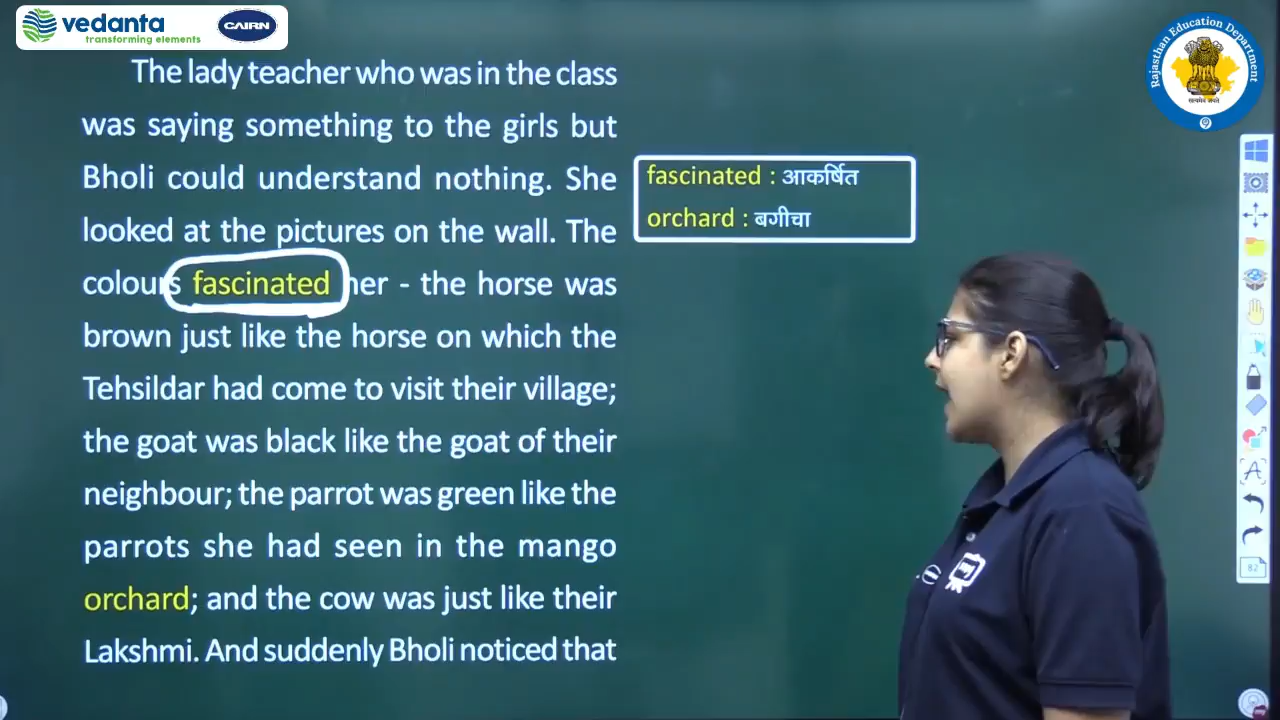 vedanta
transforming elements
CAIRN
Rajasthan Education Department
सत्यमेव जयते
The lady teacher who was in the class
was saying something to the girls but
Bholi could understand nothing. She
looked at the pictures on the wall. The
colours fascinated her - the horse was
brown just like the horse on which the
Tehsildar had come to visit their village;
the goat was black like the goat of their
neighbour; the parrot was green like the
parrots she had seen in the mango
orchard; and the cow was just like their
Lakshmi. And suddenly Bholi noticed that
fascinated : आकर्षित
orchard : बगीचा
82